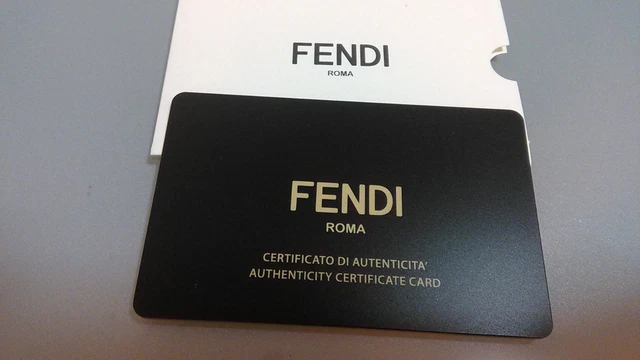 FENDI
ROMA
FENDI
ROMA
CERTIFICATO DI AUTENTICITA'
AUTHENTICITY CERTIFICATE CARD